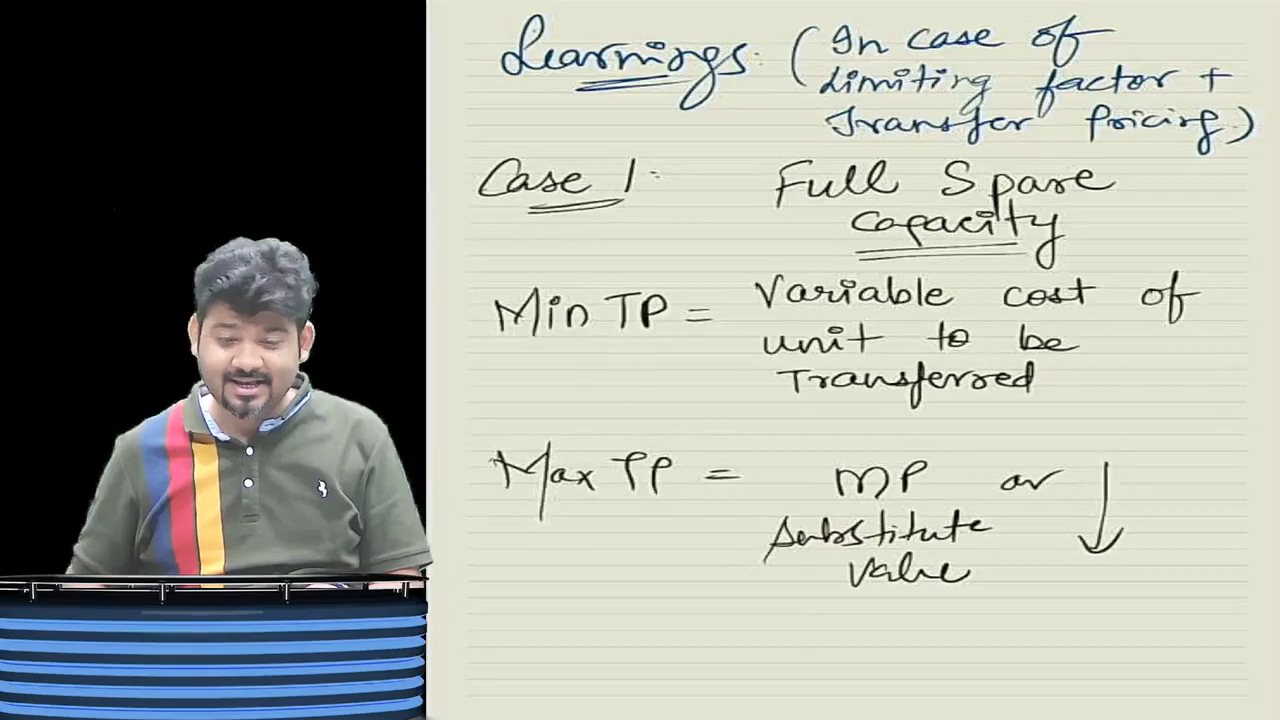 Learnings. (In case of
limiting factor +
Transfer Pricing.)
Case 1:
Full Spare
Capacity
Min TP = Variable cost of
unit to be
Transferred
Max TP = MP or ↓
substitute
value